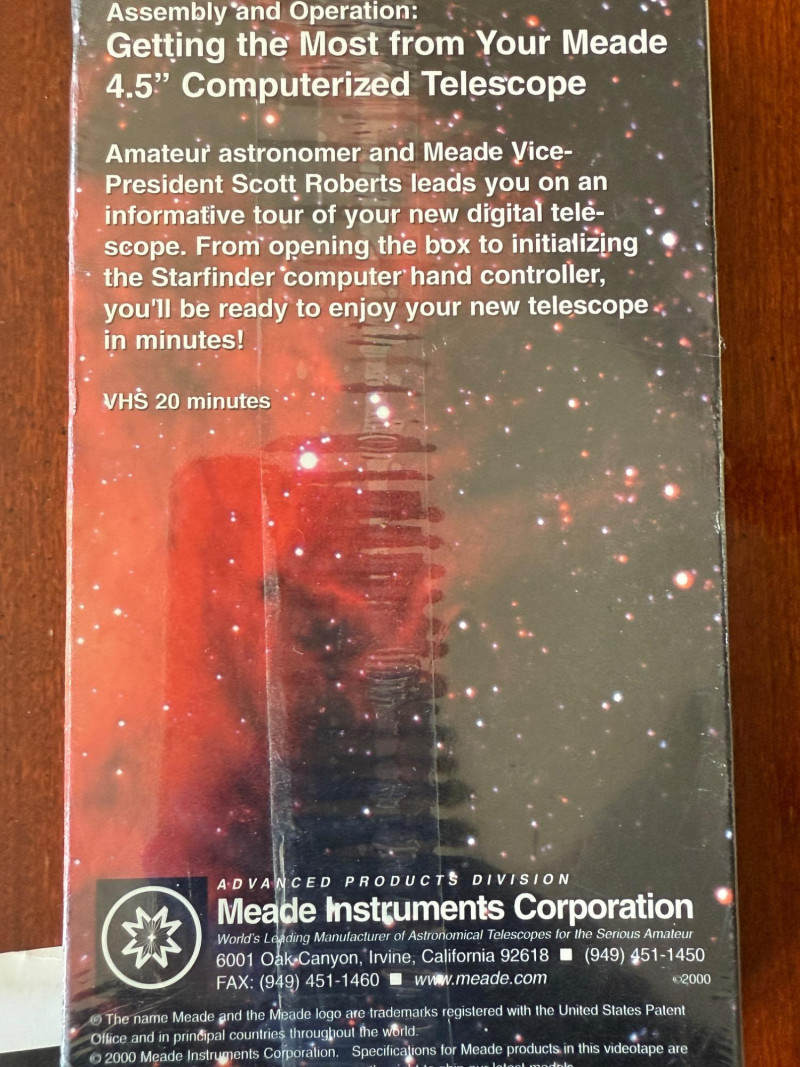 Assembly and Operation:
Getting the Most from Your Meade
4.5” Computerized Telescope
Amateur astronomer and Meade Vice-
President Scott Roberts leads you on an
informative tour of your new digital tele-
scope. From opening the box to initializing
the Starfinder computer hand controller,
you'll be ready to enjoy your new telescope
in minutes!
VHS 20 minutes
ADVANCED PRODUCTS DIVISION
Meade Instruments Corporation
World's Leading Manufacturer of Astronomical Telescopes for the Serious Amateur
6001 Oak Canyon, Irvine, California 92618 ■ (949) 451-1450
FAX: (949) 451-1460 ■ www.meade.com ©2000
® The name Meade and the Meade logo are trademarks registered with the United States Patent
Office and in principal countries throughout the world.
© 2000 Meade Instruments Corporation. Specifications for Meade products in this videotape are
right to ship our latest models